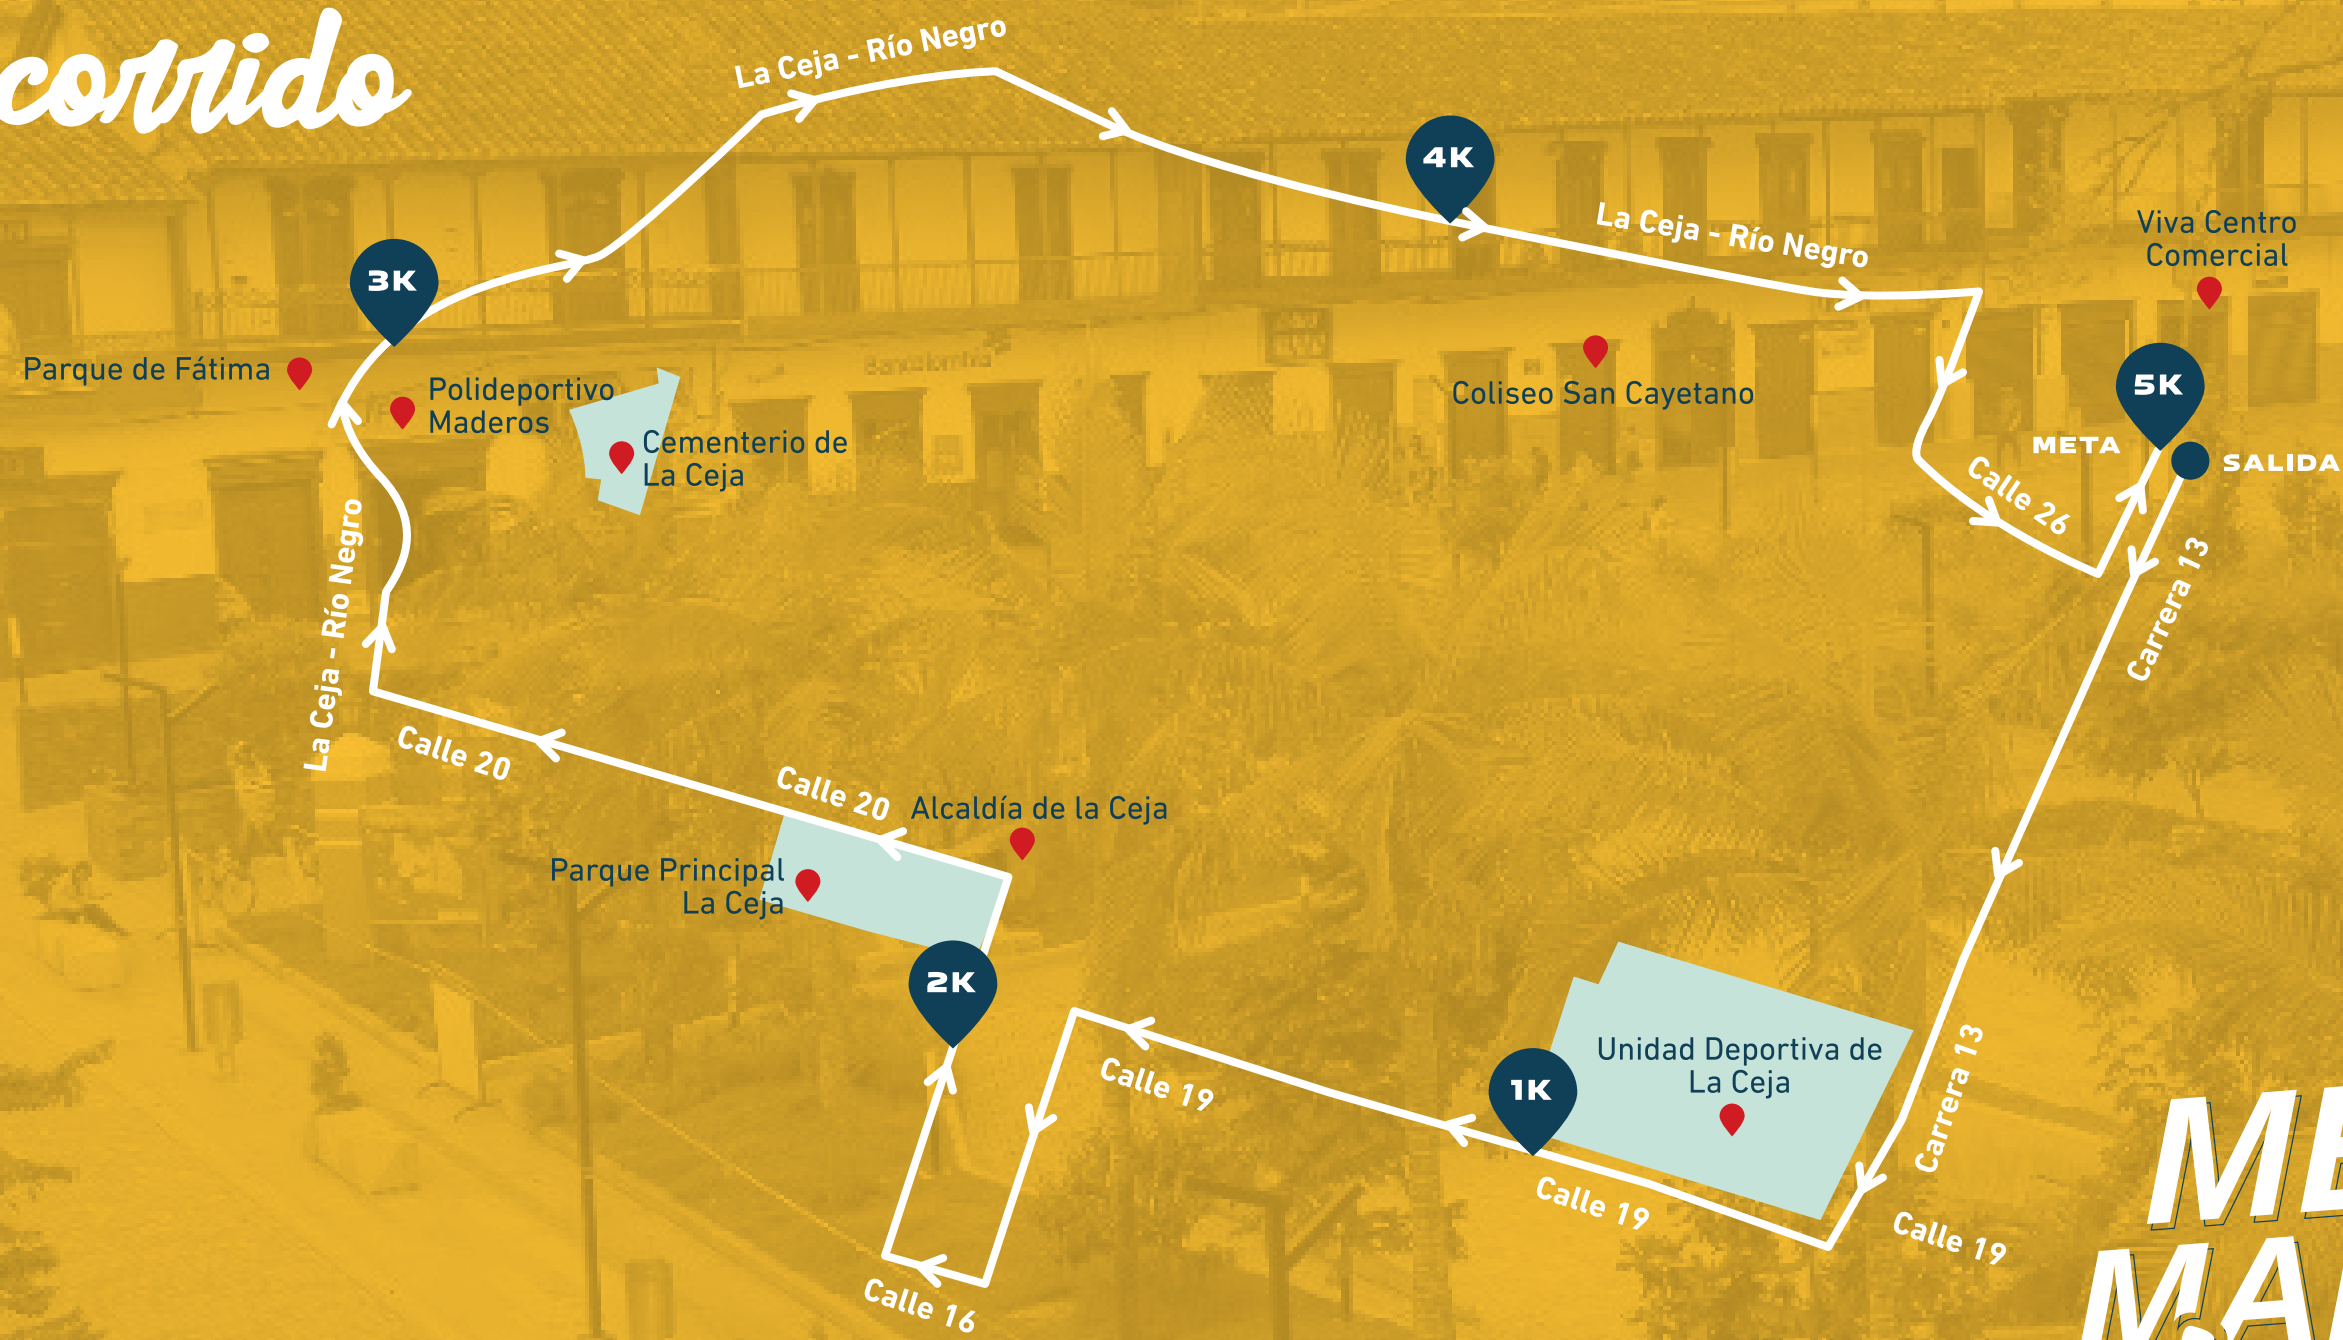 corrido
La Ceja - Río Negro
4K
La Ceja - Río Negro
Viva Centro
Comercial
3K
Parque de Fátima
Polideportivo
Maderos
Cementerio de
La Ceja
Coliseo San Cayetano
5K
META
SALIDA
Calle 26
Carrera 13
La Ceja - Río Negro
Calle 20
Calle 20
Alcaldía de la Ceja
Parque Principal
La Ceja
2K
Unidad Deportiva de
La Ceja
1K
Calle 19
Calle 19
Carrera 13
Calle 19
Calle 16
ME
MA